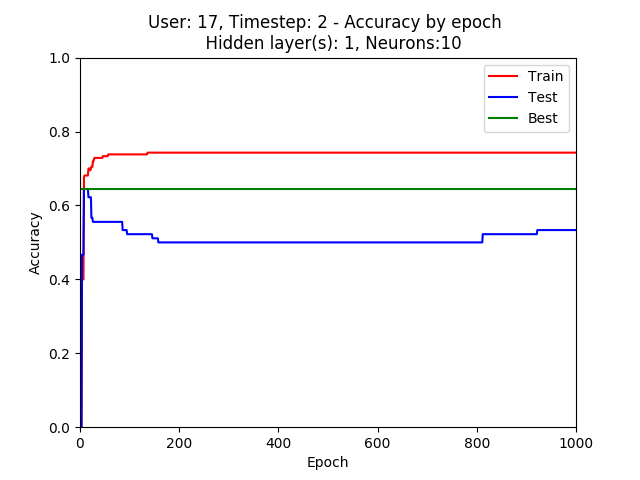 User: 17, Timestep: 2 - Accuracy by epoch
Hidden layer(s): 1, Neurons:10
Train
Test
Best
1.0
0.8
0.6
0.4
0.2
0.0
Accuracy
0 200 400 600 800 1000
Epoch